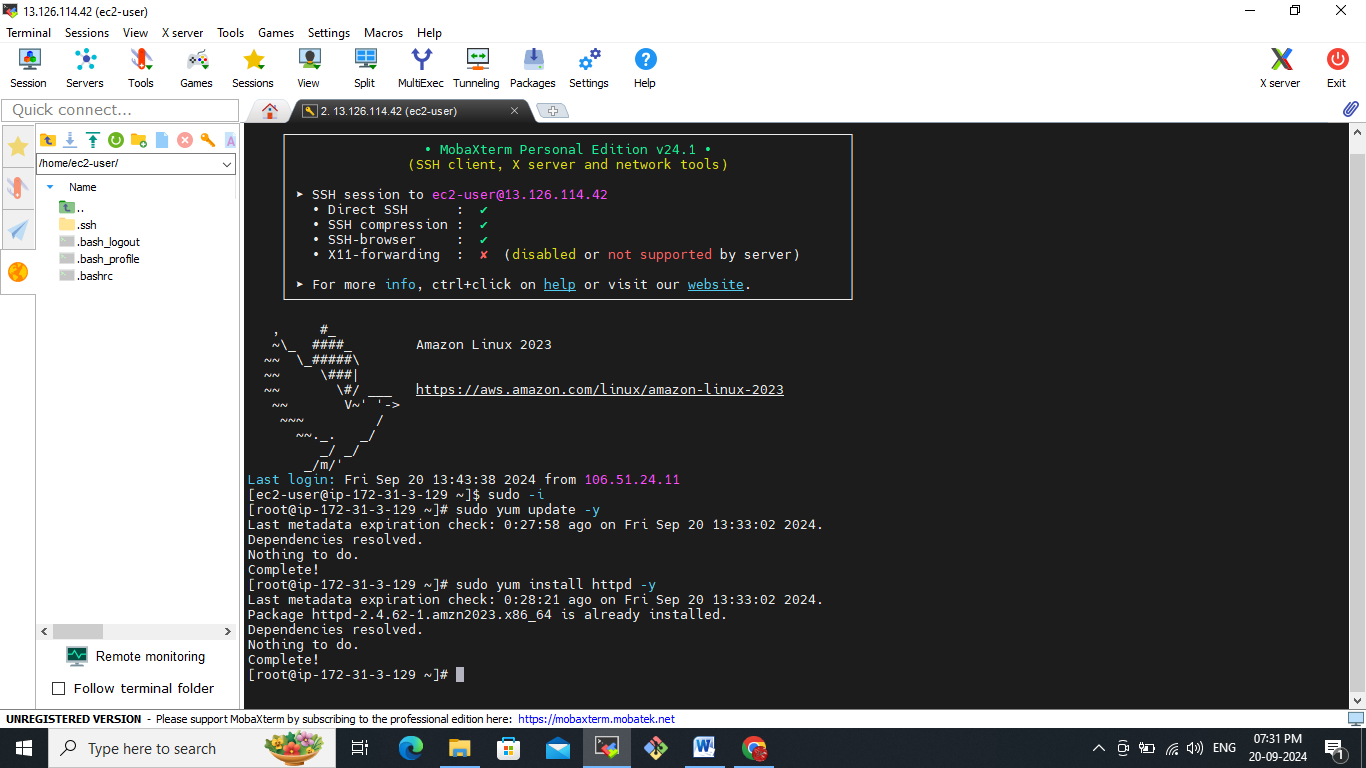 13.126.114.42 (ec2-user)
Terminal Sessions View X server Tools Games Settings Macros Help
Session Servers Tools Games Sessions View Split MultiExec Tunneling Packages Settings Help X server Exit
Quick connect...
2. 13.126.114.42 (ec2-user)
/home/ec2-user/
Name
..
.ssh
.bash_logout
.bash_profile
.bashrc
• MobaXterm Personal Edition v24.1 •
(SSH client, X server and network tools)
➤ SSH session to ec2-user@13.126.114.42
• Direct SSH      :  ✔
• SSH compression :  ✔
• SSH-browser     :  ✔
• X11-forwarding  :  ✘  (disabled or not supported by server)
➤ For more info, ctrl+click on help or visit our website.
   ,     #_
   ~\_  ####_        Amazon Linux 2023
  ~~  \_#####\
  ~~     \###|
  ~~       \#/ ___   https://aws.amazon.com/linux/amazon-linux-2023
   ~~       V~' '->
    ~~~         /
      ~~._.   _/
         _/ _/
       _/m/'
Last login: Fri Sep 20 13:43:38 2024 from 106.51.24.11
[ec2-user@ip-172-31-3-129 ~]$ sudo -i
[root@ip-172-31-3-129 ~]# sudo yum update -y
Last metadata expiration check: 0:27:58 ago on Fri Sep 20 13:33:02 2024.
Dependencies resolved.
Nothing to do.
Complete!
[root@ip-172-31-3-129 ~]# sudo yum install httpd -y
Last metadata expiration check: 0:28:21 ago on Fri Sep 20 13:33:02 2024.
Package httpd-2.4.62-1.amzn2023.x86_64 is already installed.
Dependencies resolved.
Nothing to do.
Complete!
[root@ip-172-31-3-129 ~]#
Remote monitoring
Follow terminal folder
UNREGISTERED VERSION - Please support MobaXterm by subscribing to the professional edition here: https://mobaxterm.mobatek.net
Type here to search
ENG
07:31 PM
20-09-2024
1